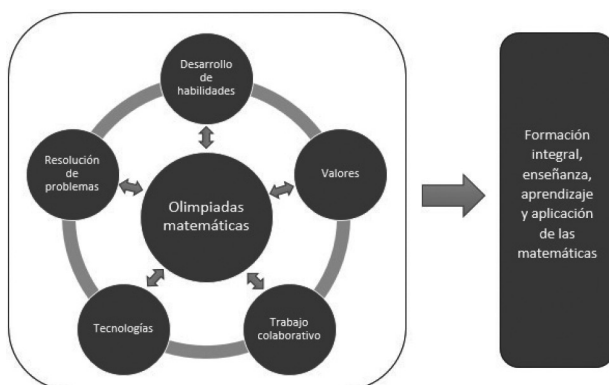 Desarrollo
de
habilidades
Resolución
de
problemas
Valores
Olimpiadas
matemáticas
Tecnologías
Trabajo
colaborativo
Formación
integral,
enseñanza,
aprendizaje
y aplicación
de las
matemáticas